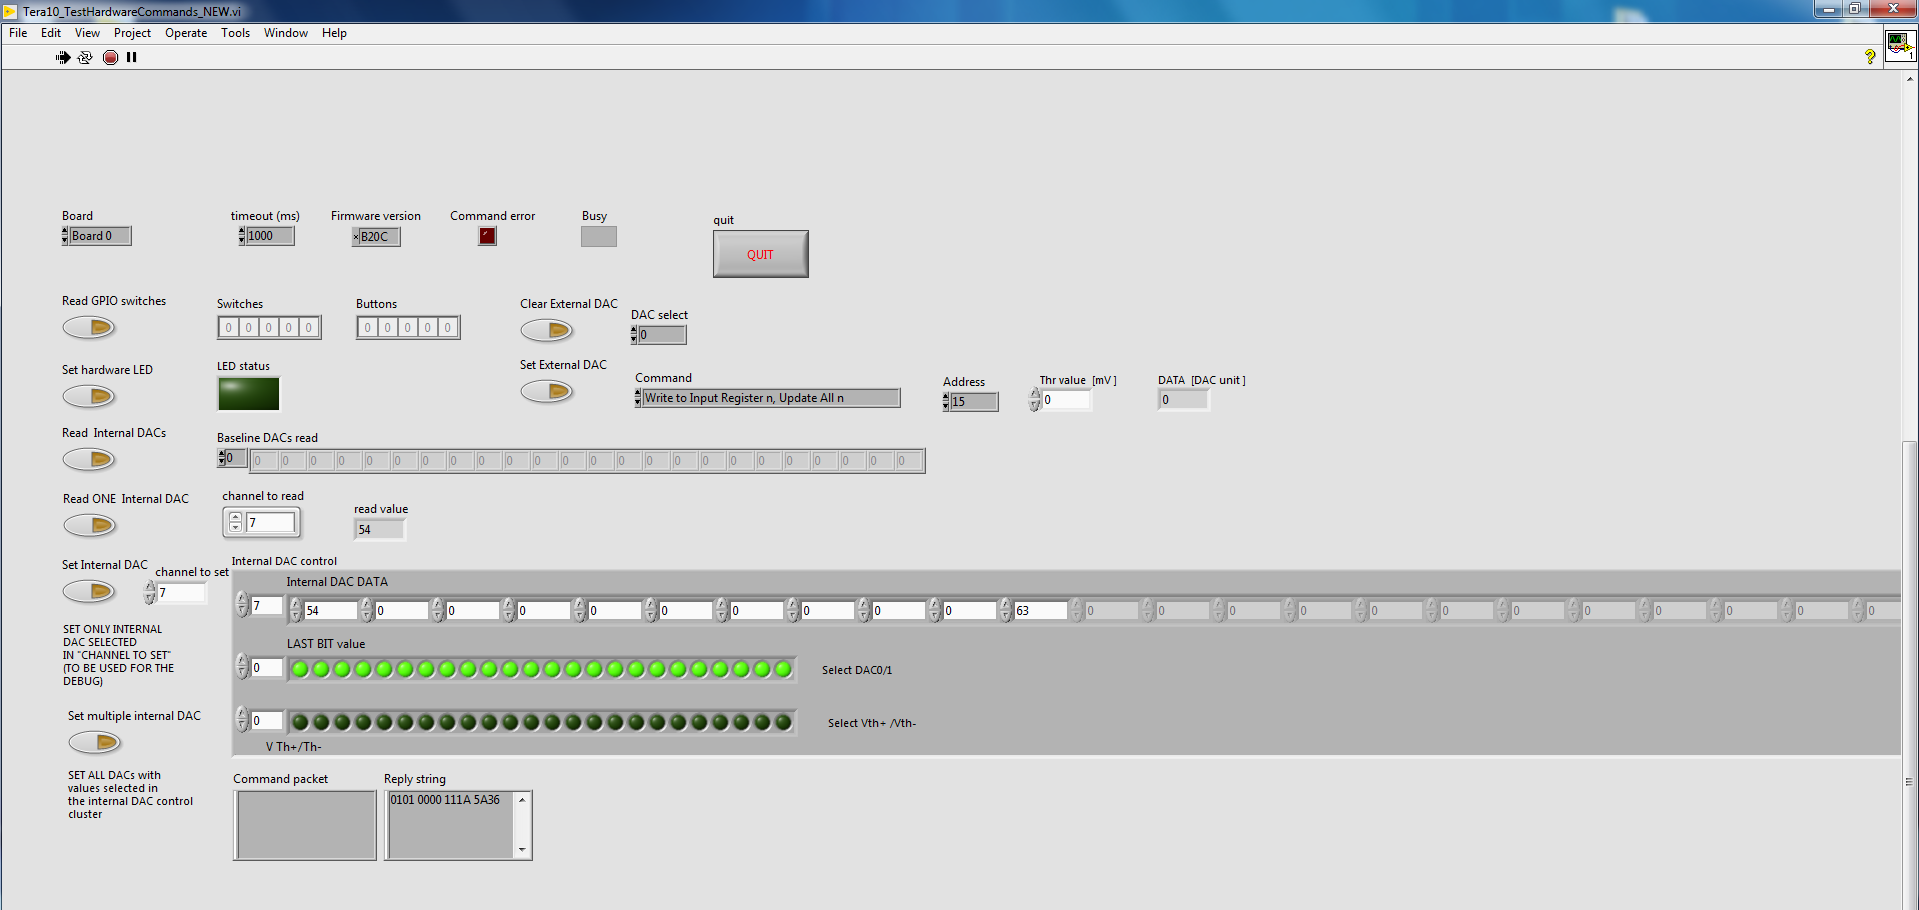 Tera10_TestHardwareCommands_NEW.vi
File Edit View Project Operate Tools Window Help
1
Board timeout (ms) Firmware version Command error Busy quit
Board 0 1000 ×B20C
QUIT
Read GPIO switches Switches Buttons Clear External DAC DAC select
0 0 0 0 0 0 0 0 0 0 0
Set hardware LED LED status Set External DAC Command Address Thr value [mV] DATA [DAC unit]
Write to Input Register n, Update All n 15 0 0
Read Internal DACs Baseline DACs read
0 0 0 0 0 0 0 0 0 0 0 0 0 0 0 0 0 0 0 0 0 0 0 0 0
Read ONE Internal DAC channel to read read value
7 54
Set Internal DAC channel to set Internal DAC control
7
Internal DAC DATA
7 54 0 0 0 0 0 0 0 0 0 63 0 0 0 0 0 0 0 0 0 0 0 0
SET ONLY INTERNAL
DAC SELECTED
IN "CHANNEL TO SET"
(TO BE USED FOR THE
DEBUG)
LAST BIT value
0 Select DAC0/1
Set multiple internal DAC
0 Select Vth+ /Vth-
V Th+/Th-
SET ALL DACs with
values selected in
the internal DAC control
cluster
Command packet Reply string
0101 0000 111A 5A36